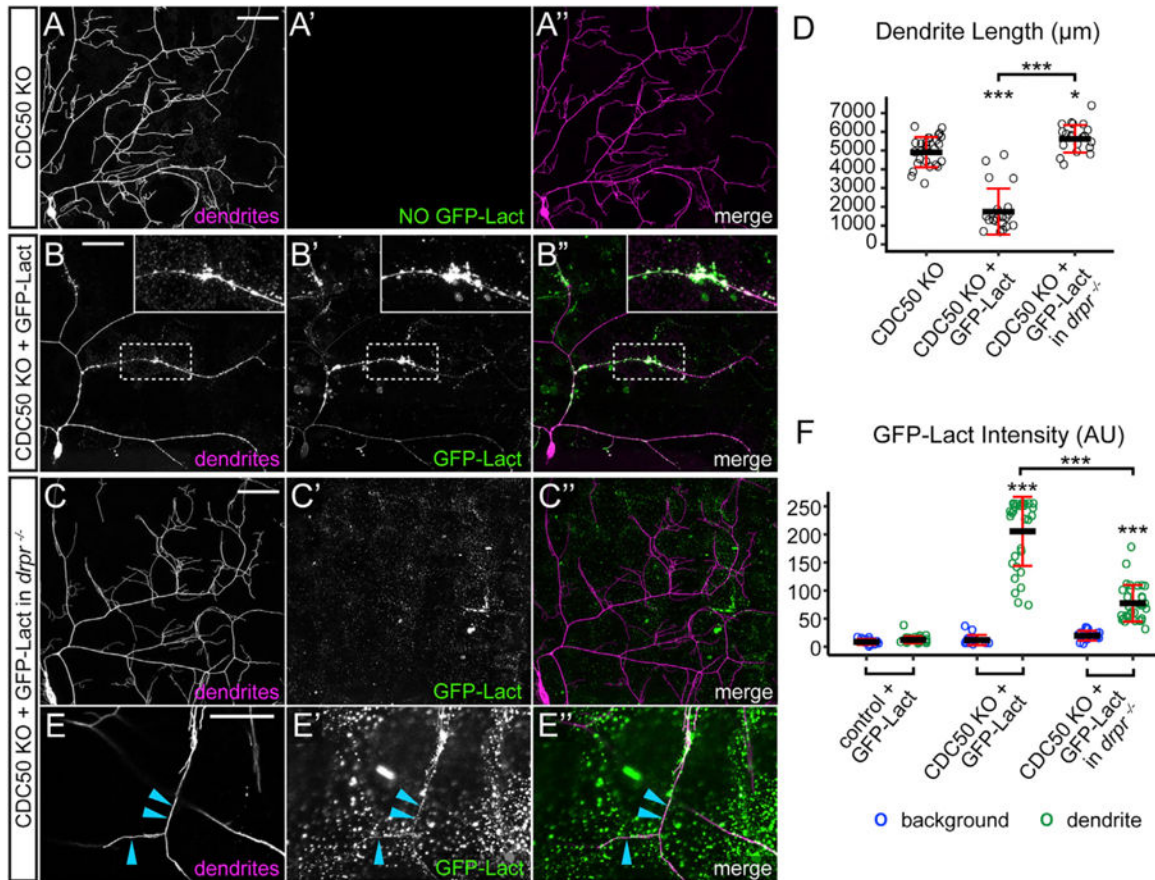 A
A'
A''
CDC50 KO
dendrites
NO GFP-Lact
merge
B
B'
B''
CDC50 KO + GFP-Lact
dendrites
GFP-Lact
merge
CDC50 KO + GFP-Lact in drpr -/-
C
C'
C''
dendrites
GFP-Lact
merge
E
E'
E''
dendrites
GFP-Lact
merge
D
Dendrite Length (μm)
***
***
*
7000
6000
5000
4000
3000
2000
1000
0
CDC50 KO
CDC50 KO +
GFP-Lact
CDC50 KO +
GFP-Lact
in drpr -/-
F
GFP-Lact Intensity (AU)
***
***
***
250
200
150
100
50
0
control +
GFP-Lact
CDC50 KO +
GFP-Lact
CDC50 KO +
GFP-Lact
in drpr -/-
background
dendrite